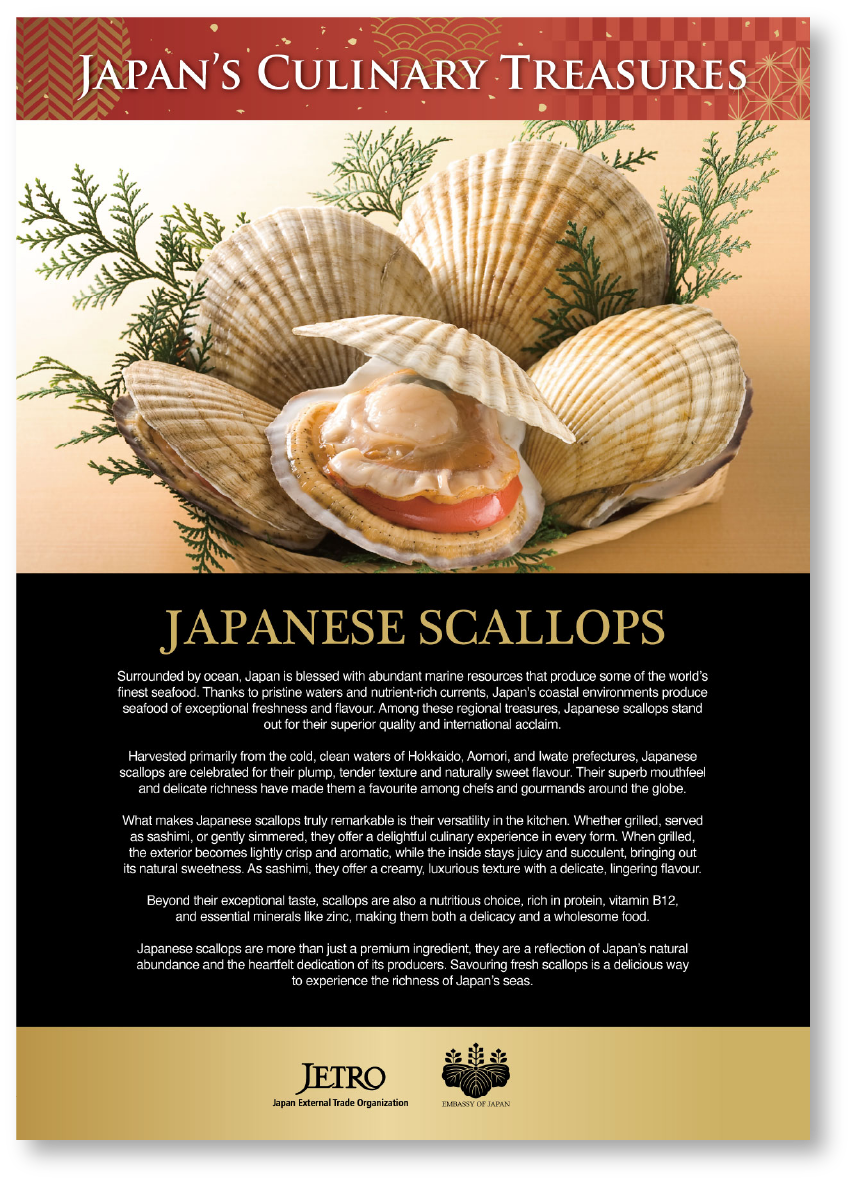 JAPAN'S CULINARY TREASURES
JAPANESE SCALLOPS
Surrounded by ocean, Japan is blessed with abundant marine resources that produce some of the world's
finest seafood. Thanks to pristine waters and nutrient-rich currents, Japan's coastal environments produce
seafood of exceptional freshness and flavour. Among these regional treasures, Japanese scallops stand
out for their superior quality and international acclaim.
Harvested primarily from the cold, clean waters of Hokkaido, Aomori, and Iwate prefectures, Japanese
scallops are celebrated for their plump, tender texture and naturally sweet flavour. Their superb mouthfeel
and delicate richness have made them a favourite among chefs and gourmands around the globe.
What makes Japanese scallops truly remarkable is their versatility in the kitchen. Whether grilled, served
as sashimi, or gently simmered, they offer a delightful culinary experience in every form. When grilled,
the exterior becomes lightly crisp and aromatic, while the inside stays juicy and succulent, bringing out
its natural sweetness. As sashimi, they offer a creamy, luxurious texture with a delicate, lingering flavour.
Beyond their exceptional taste, scallops are also a nutritious choice, rich in protein, vitamin B12,
and essential minerals like zinc, making them both a delicacy and a wholesome food.
Japanese scallops are more than just a premium ingredient, they are a reflection of Japan's natural
abundance and the heartfelt dedication of its producers. Savouring fresh scallops is a delicious way
to experience the richness of Japan's seas.
JETRO
Japan External Trade Organization
EMBASSY OF JAPAN